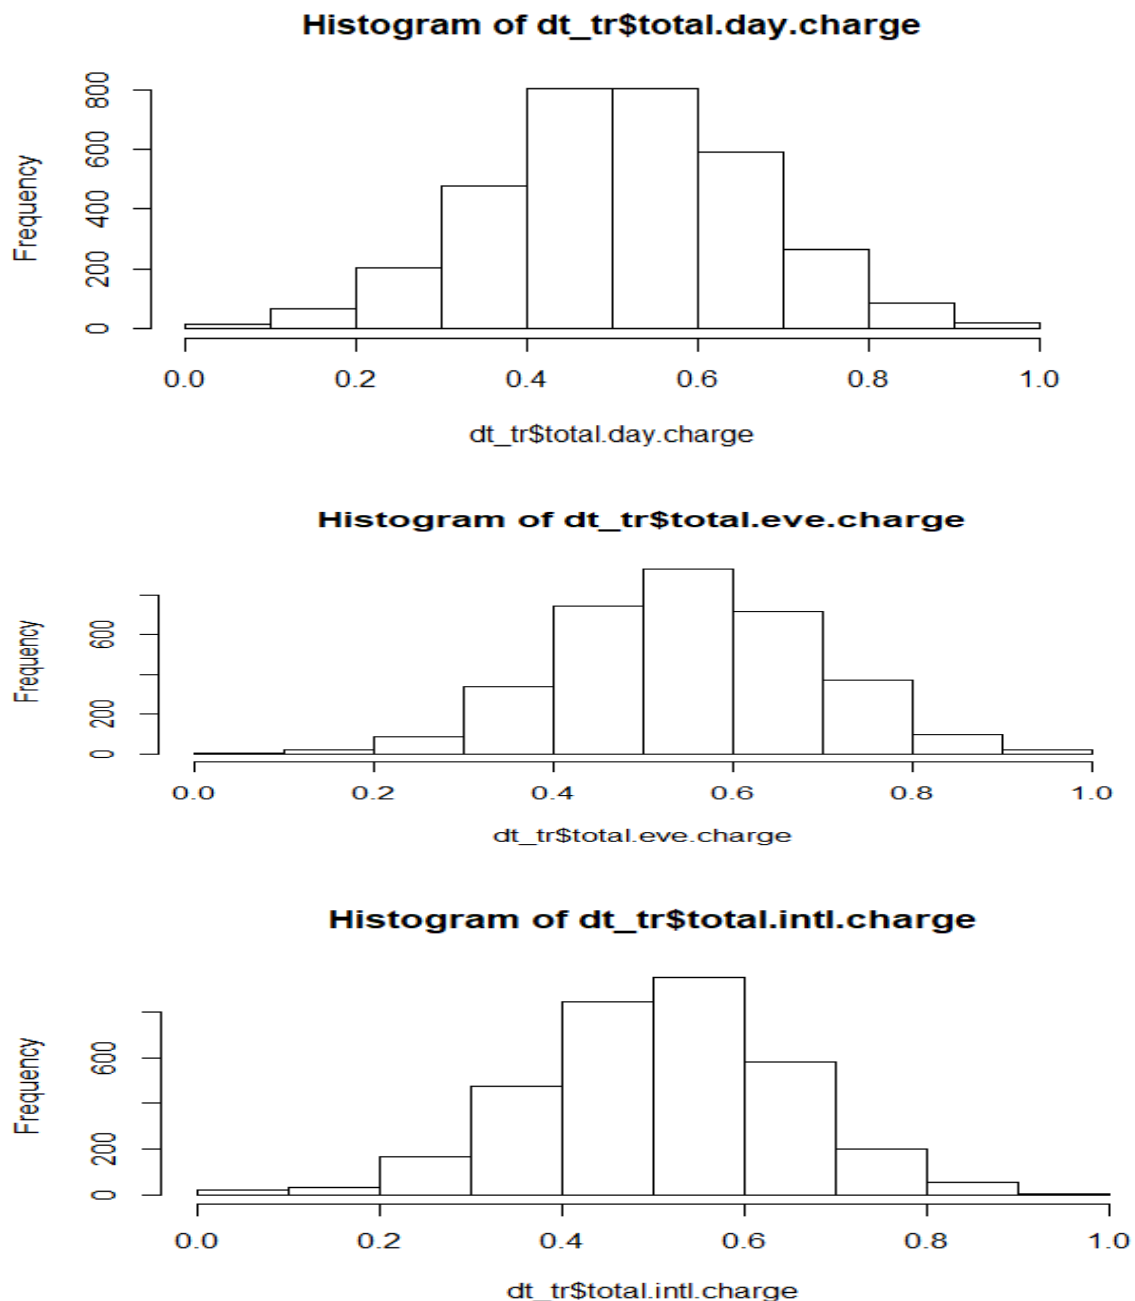 Histogram of dt_tr$total.day.charge
Frequency
0 200 400 600 800
0.0 0.2 0.4 0.6 0.8 1.0
dt_tr$total.day.charge
Histogram of dt_tr$total.eve.charge
Frequency
0 200 600
0.0 0.2 0.4 0.6 0.8 1.0
dt_tr$total.eve.charge
Histogram of dt_tr$total.intl.charge
Frequency
0 200 600
0.0 0.2 0.4 0.6 0.8 1.0
dt_tr$total.intl.charge